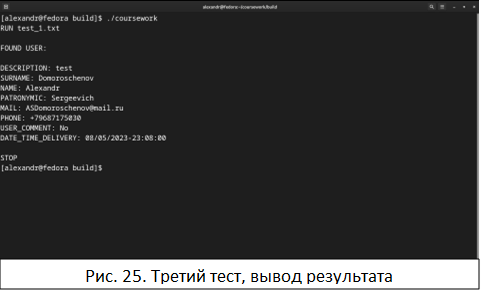 alexandr@fedora:~/coursework/build
[alexandr@fedora build]$ ./coursework
RUN test_1.txt
FOUND USER:
DESCRIPTION: test
SURNAME: Domoroschenov
NAME: Alexandr
PATRONYMIC: Sergeevich
MAIL: ASDomoroschenov@mail.ru
PHONE: +79687175030
USER_COMMENT: No
DATE_TIME_DELIVERY: 08/05/2023-23:08:00
STOP
[alexandr@fedora build]$
Рис. 25. Третий тест, вывод результата